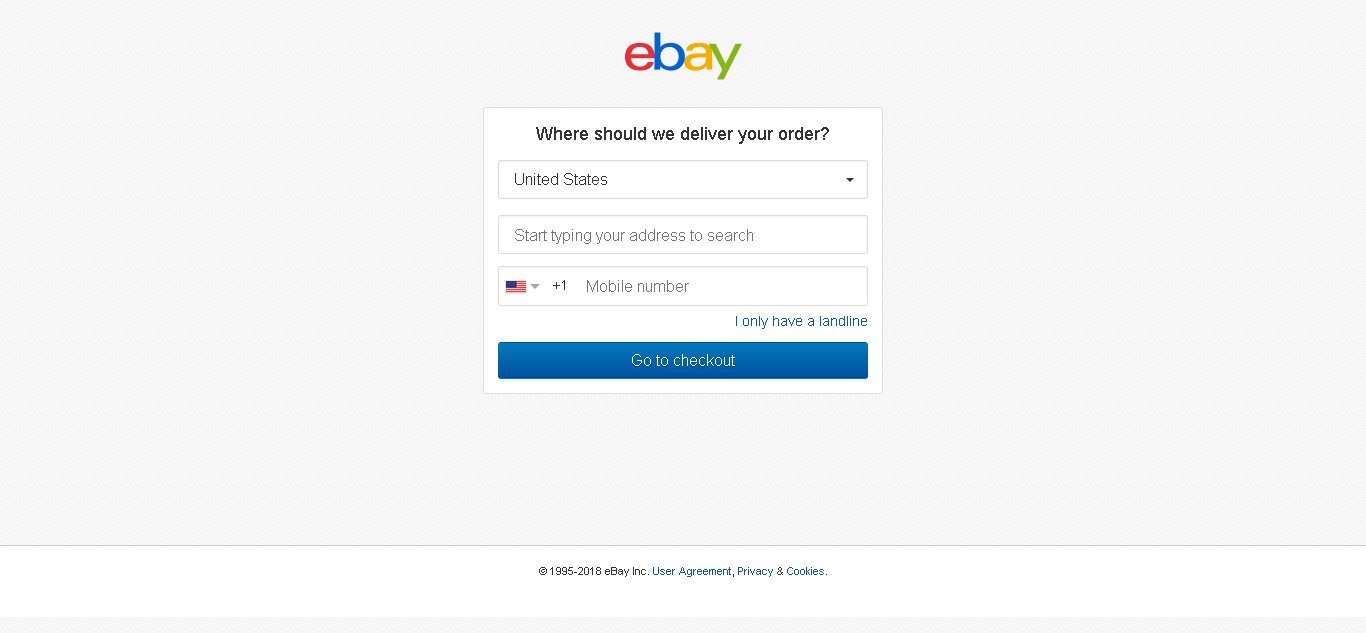 ebay
Where should we deliver your order?
United States
Start typing your address to search
+1 Mobile number
I only have a landline
Go to checkout
© 1995-2018 eBay Inc. User Agreement, Privacy & Cookies.